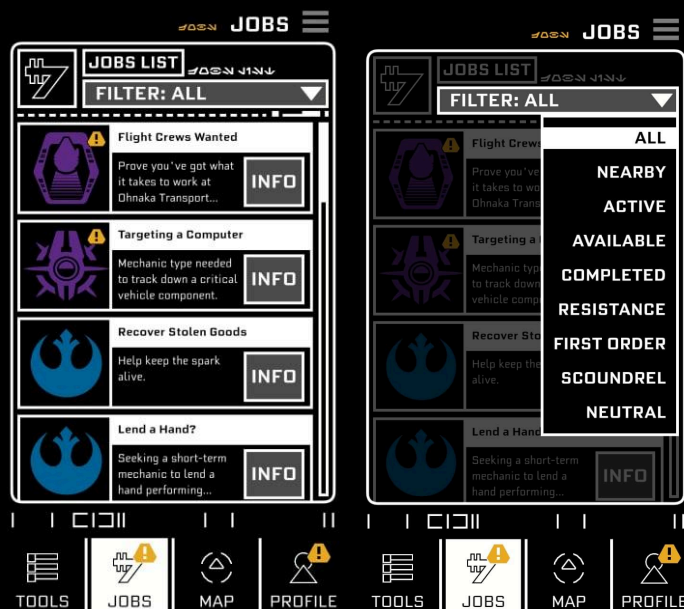 JOBS
JOBS LIST
FILTER: ALL
Flight Crews Wanted
Prove you've got what
it takes to work at
Ohnaka Transport...
INFO
Targeting a Computer
Mechanic type needed
to track down a critical
vehicle component.
INFO
Recover Stolen Goods
Help keep the spark
alive.
INFO
Lend a Hand?
Seeking a short-term
mechanic to lend a
hand performing...
INFO
TOOLS
JOBS
MAP
PROFILE
JOBS
JOBS LIST
FILTER: ALL
ALL
NEARBY
ACTIVE
AVAILABLE
COMPLETED
RESISTANCE
FIRST ORDER
SCOUNDREL
NEUTRAL
Flight Crews
Prove you've
it takes to wo
Ohnaka Trans
Targeting a
Mechanic typ
to track down
vehicle comp
Recover Sto
Help keep the
alive.
Lend a Hand
Seeking a short-term
mechanic to lend a
hand performing...
INFO
TOOLS
JOBS
MAP
PROFILE